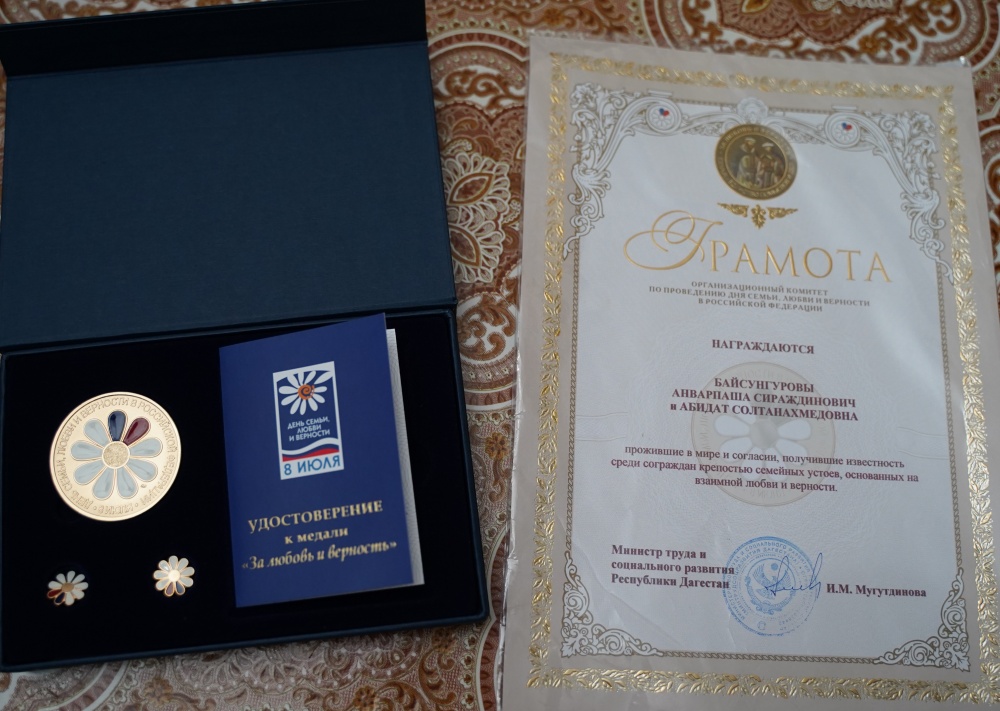 ДЕНЬ СЕМЬИ,
ЛЮБВИ
И ВЕРНОСТИ
8 ИЮЛЯ
УДОСТОВЕРЕНИЕ
к медали
«За любовь и верность»
ГРАМОТА
ОРГАНИЗАЦИОННЫЙ КОМИТЕТ
ПО ПРОВЕДЕНИЮ ДНЯ СЕМЬИ, ЛЮБВИ И ВЕРНОСТИ
В РОССИЙСКОЙ ФЕДЕРАЦИИ
НАГРАЖДАЮТСЯ
БАЙСУНГУРОВЫ
АНВАРПАША СИРАЖДИНОВИЧ
и АБИДАТ СОЛТАНАХМЕДОВНА
прожившие в мире и согласии, получившие известность
среди сограждан крепостью семейных устоев, основанных на
взаимной любви и верности.
Министр труда и
социального развития
Республики Дагестан
И.М. Мугутдинова